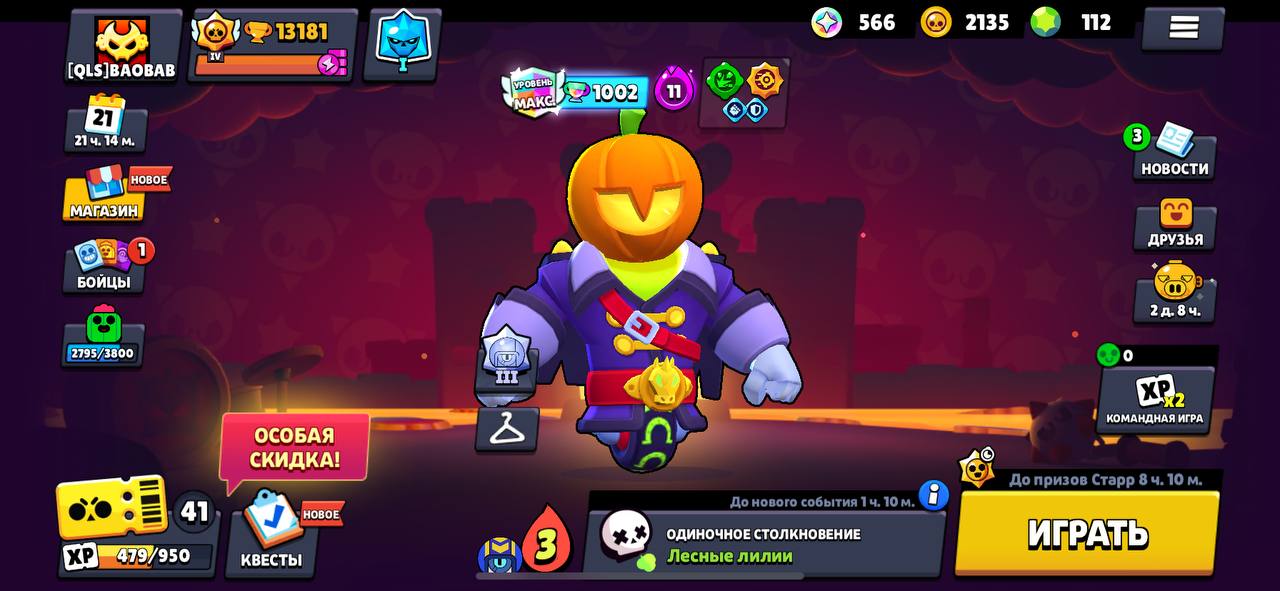 [QLS]BAOBAB
IV
13181
566
2135
112
21
21 ч. 14 м.
НОВОЕ
МАГАЗИН
1
БОЙЦЫ
2795/3800
УРОВЕНЬ
МАКС.
1002
11
3
НОВОСТИ
ДРУЗЬЯ
2 д. 8 ч.
0
XP
X2
КОМАНДНАЯ ИГРА
III
ОСОБАЯ
СКИДКА!
41
XP
479/950
НОВОЕ
КВЕСТЫ
3
До нового события 1 ч. 10 м.
i
ОДИНОЧНОЕ СТОЛКНОВЕНИЕ
Лесные лилии
До призов Старр 8 ч. 10 м.
ИГРАТЬ